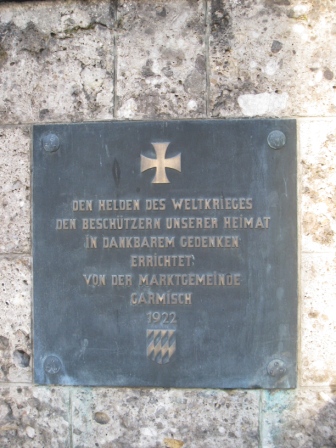 DEN HELDEN DES WELTKRIEGES
DEN BESCHÜTZERN UNSERER HEIMAT
IN DANKBAREM GEDENKEN
ERRICHTET:
VON DER MARKTGEMEINDE
GARMISCH
1922